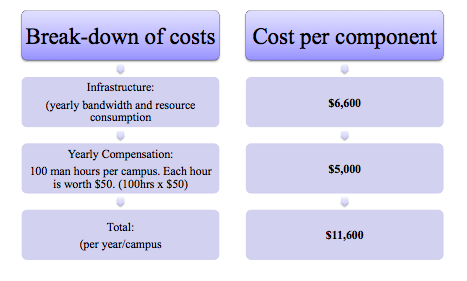 Break-down of costs
Cost per component
Infrastructure:
(yearly bandwidth and resource
consumption
$6,600
Yearly Compensation:
100 man hours per campus. Each hour
is worth $50. (100hrs x $50)
$5,000
Total:
(per year/campus
$11,600